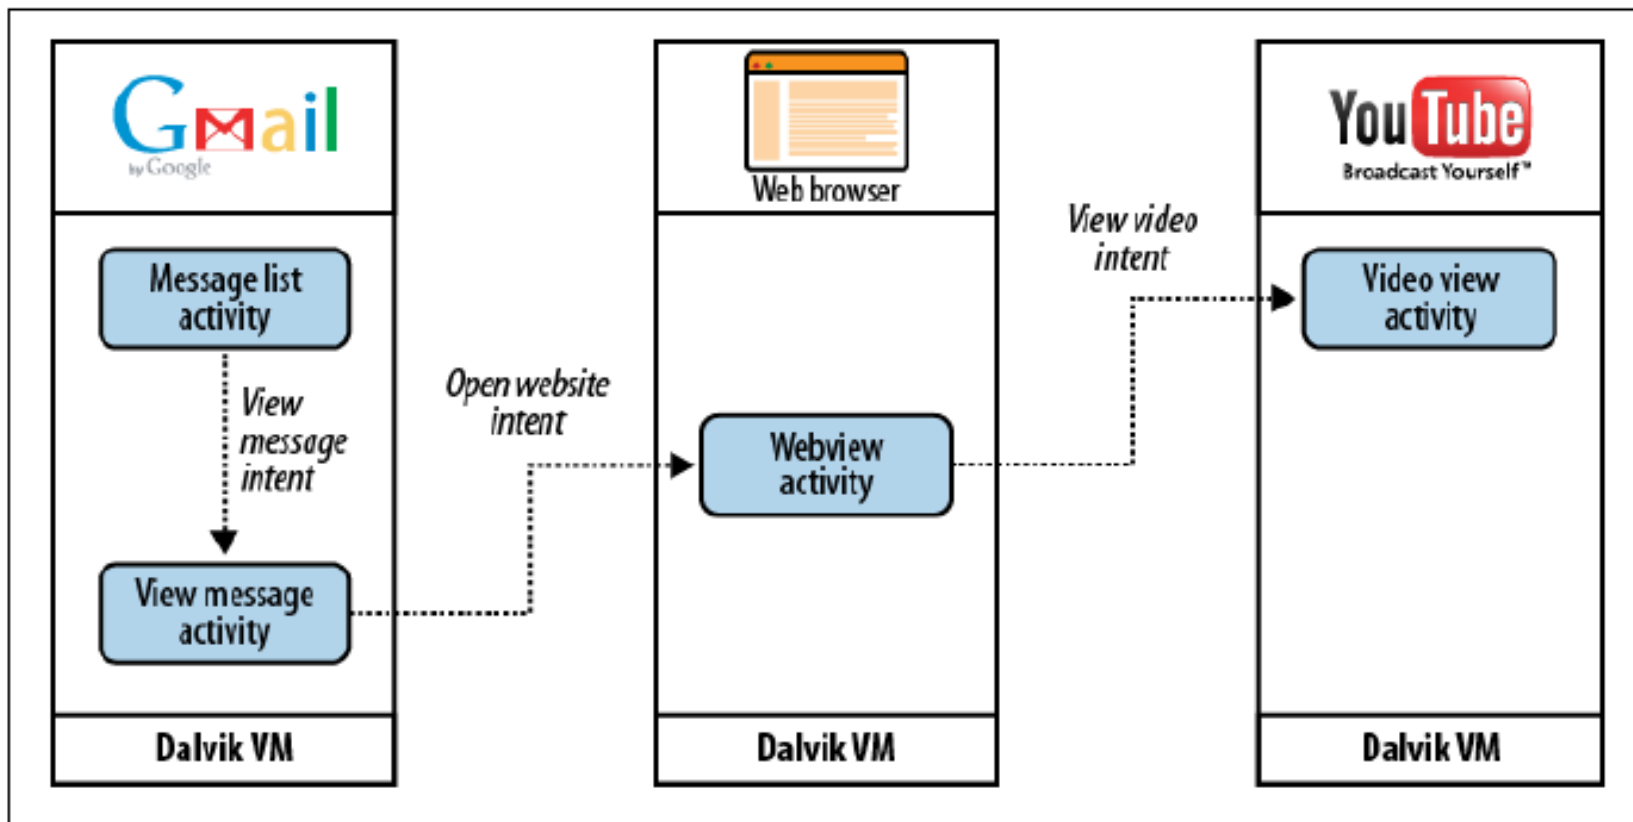 Gmail
by Google
Message list
activity
View
message
intent
View message
activity
Dalvik VM
Open website
intent
Web browser
Webview
activity
Dalvik VM
View video
intent
YouTube
Broadcast Yourself™
Video view
activity
Dalvik VM